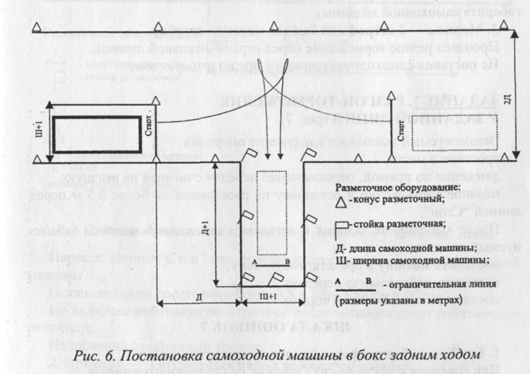 Ш+1
Старт
Старт
2Д
Д+1
А В
Д
Ш+1
Разметочное оборудование:
-конус разметочный;
-стойка разметочная;
Д- длина самоходной машины;
Ш- ширина самоходной машины;
А В - ограничительная линия
(размеры указаны в метрах)
Рис. 6. Постановка самоходной машины в бокс задним ходом